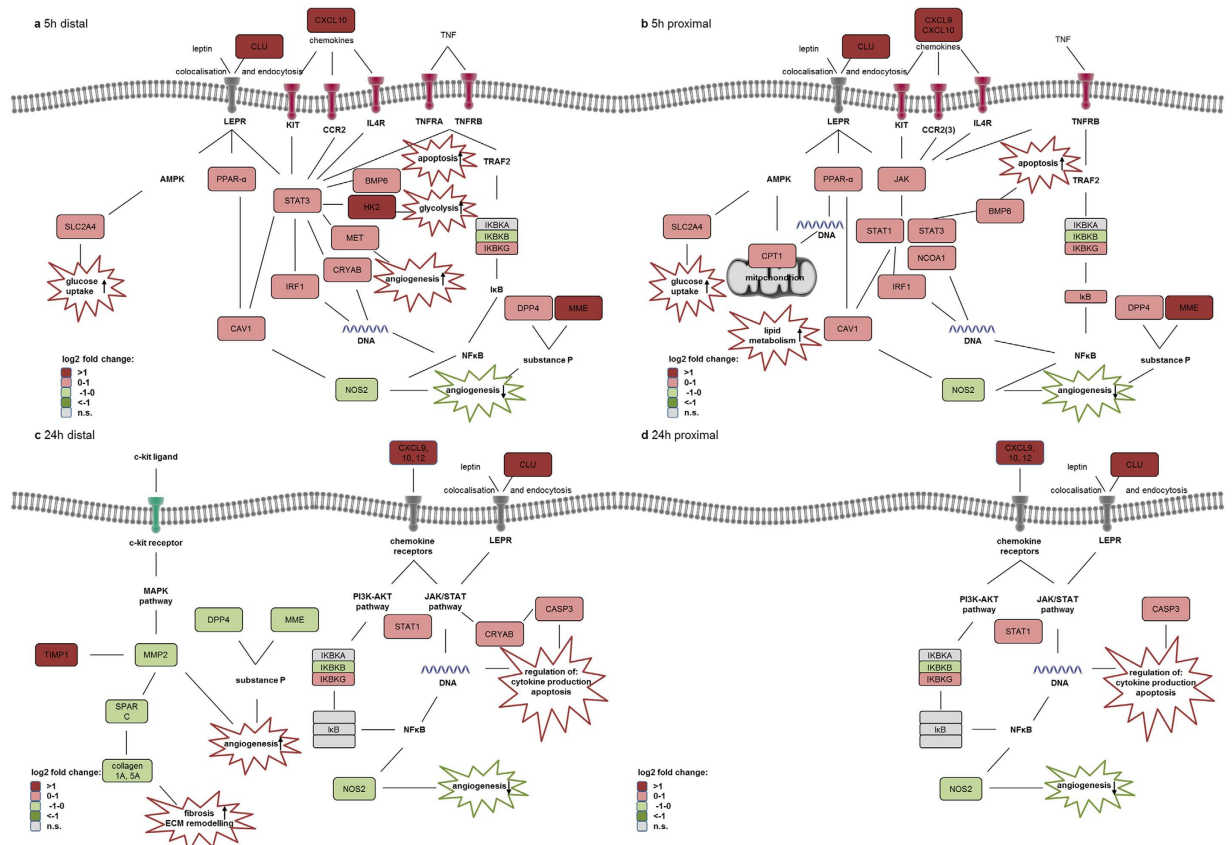 a 5h distal
CXCL10
chemokines
TNF
leptin
CLU
colocalisation
and endocytosis
LEPR
KIT
CCR2
IL4R
TNFRA
TNFRB
apoptosis
TRAF2
AMPK
PPAR-α
STAT3
BMP6
HK2
glycolysis
SLC2A4
MET
IKBKA
IKBKB
IKBKG
glucose
uptake
CRYAB
angiogenesis
IRF1
IκB
DPP4
MME
CAV1
DNA
substance P
NFκB
NOS2
angiogenesis
log2 fold change:
>1
0-1
-1-0
<-1
n.s.
b 5h proximal
CXCL9
CXCL10
chemokines
TNF
leptin
CLU
colocalisation
and endocytosis
LEPR
KIT
CCR2(3)
IL4R
TNFRB
apoptosis
TRAF2
AMPK
PPAR-α
JAK
BMP6
SLC2A4
DNA
STAT1
STAT3
IKBKA
IKBKB
IKBKG
CPT1
mitochondrion
NCOA1
glucose
uptake
IRF1
IκB
DPP4
MME
lipid
metabolism
CAV1
DNA
NFκB
substance P
NOS2
angiogenesis
log2 fold change:
>1
0-1
-1-0
<-1
n.s.
c 24h distal
c-kit ligand
CXCL9,
10, 12
leptin
CLU
colocalisation
and endocytosis
c-kit receptor
chemokine
receptors
LEPR
MAPK
pathway
PI3K-AKT
pathway
JAK/STAT
pathway
DPP4
MME
STAT1
CASP3
CRYAB
TIMP1
MMP2
IKBKA
IKBKB
IKBKG
substance P
DNA
regulation of:
cytokine production
apoptosis
SPAR
C
IκB
NFκB
angiogenesis
collagen
1A, 5A
NOS2
angiogenesis
fibrosis
ECM remodelling
log2 fold change:
>1
0-1
-1-0
<-1
n.s.
d 24h proximal
CXCL9,
10, 12
leptin
CLU
colocalisation
and endocytosis
chemokine
receptors
LEPR
PI3K-AKT
pathway
JAK/STAT
pathway
STAT1
CASP3
IKBKA
IKBKB
IKBKG
DNA
regulation of:
cytokine production
apoptosis
IκB
NFκB
NOS2
angiogenesis
log2 fold change:
>1
0-1
-1-0
<-1
n.s.